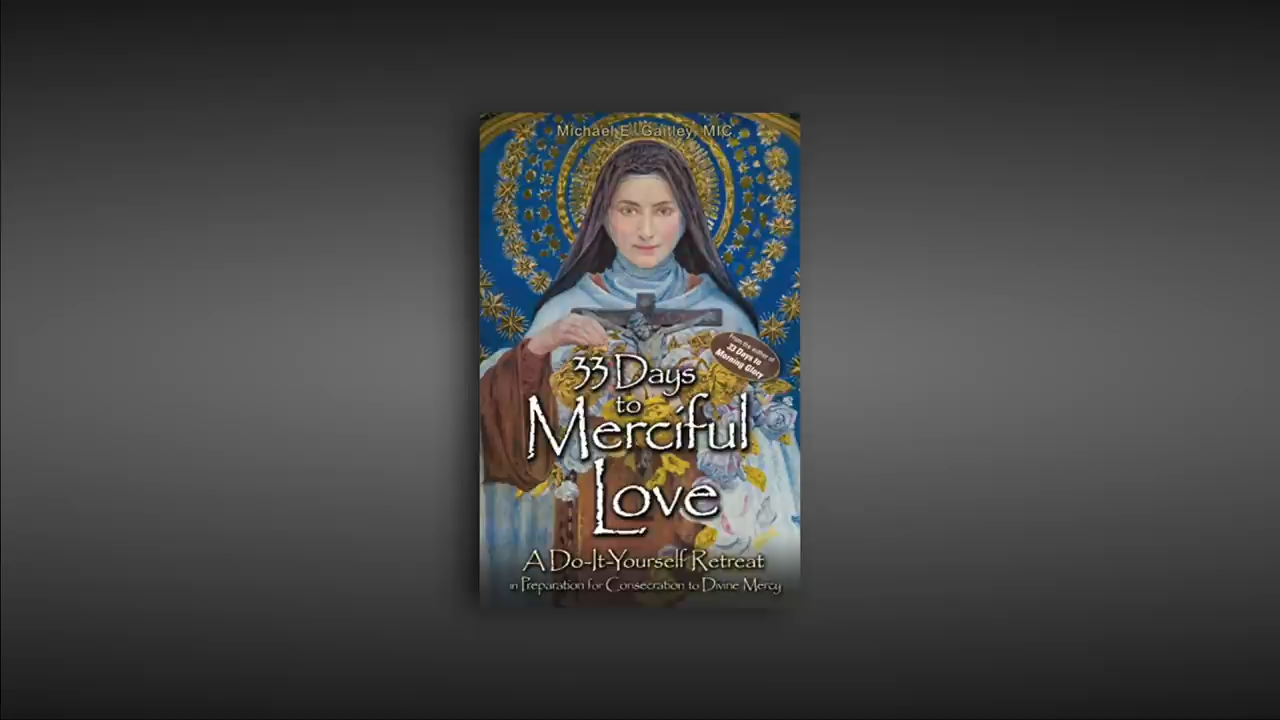 Michael E. Gaitley, MIC
From the author of
33 Days to
Morning Glory
33 Days
to
Merciful
Love
A Do-It-Yourself Retreat
in Preparation for Consecration to Divine Mercy